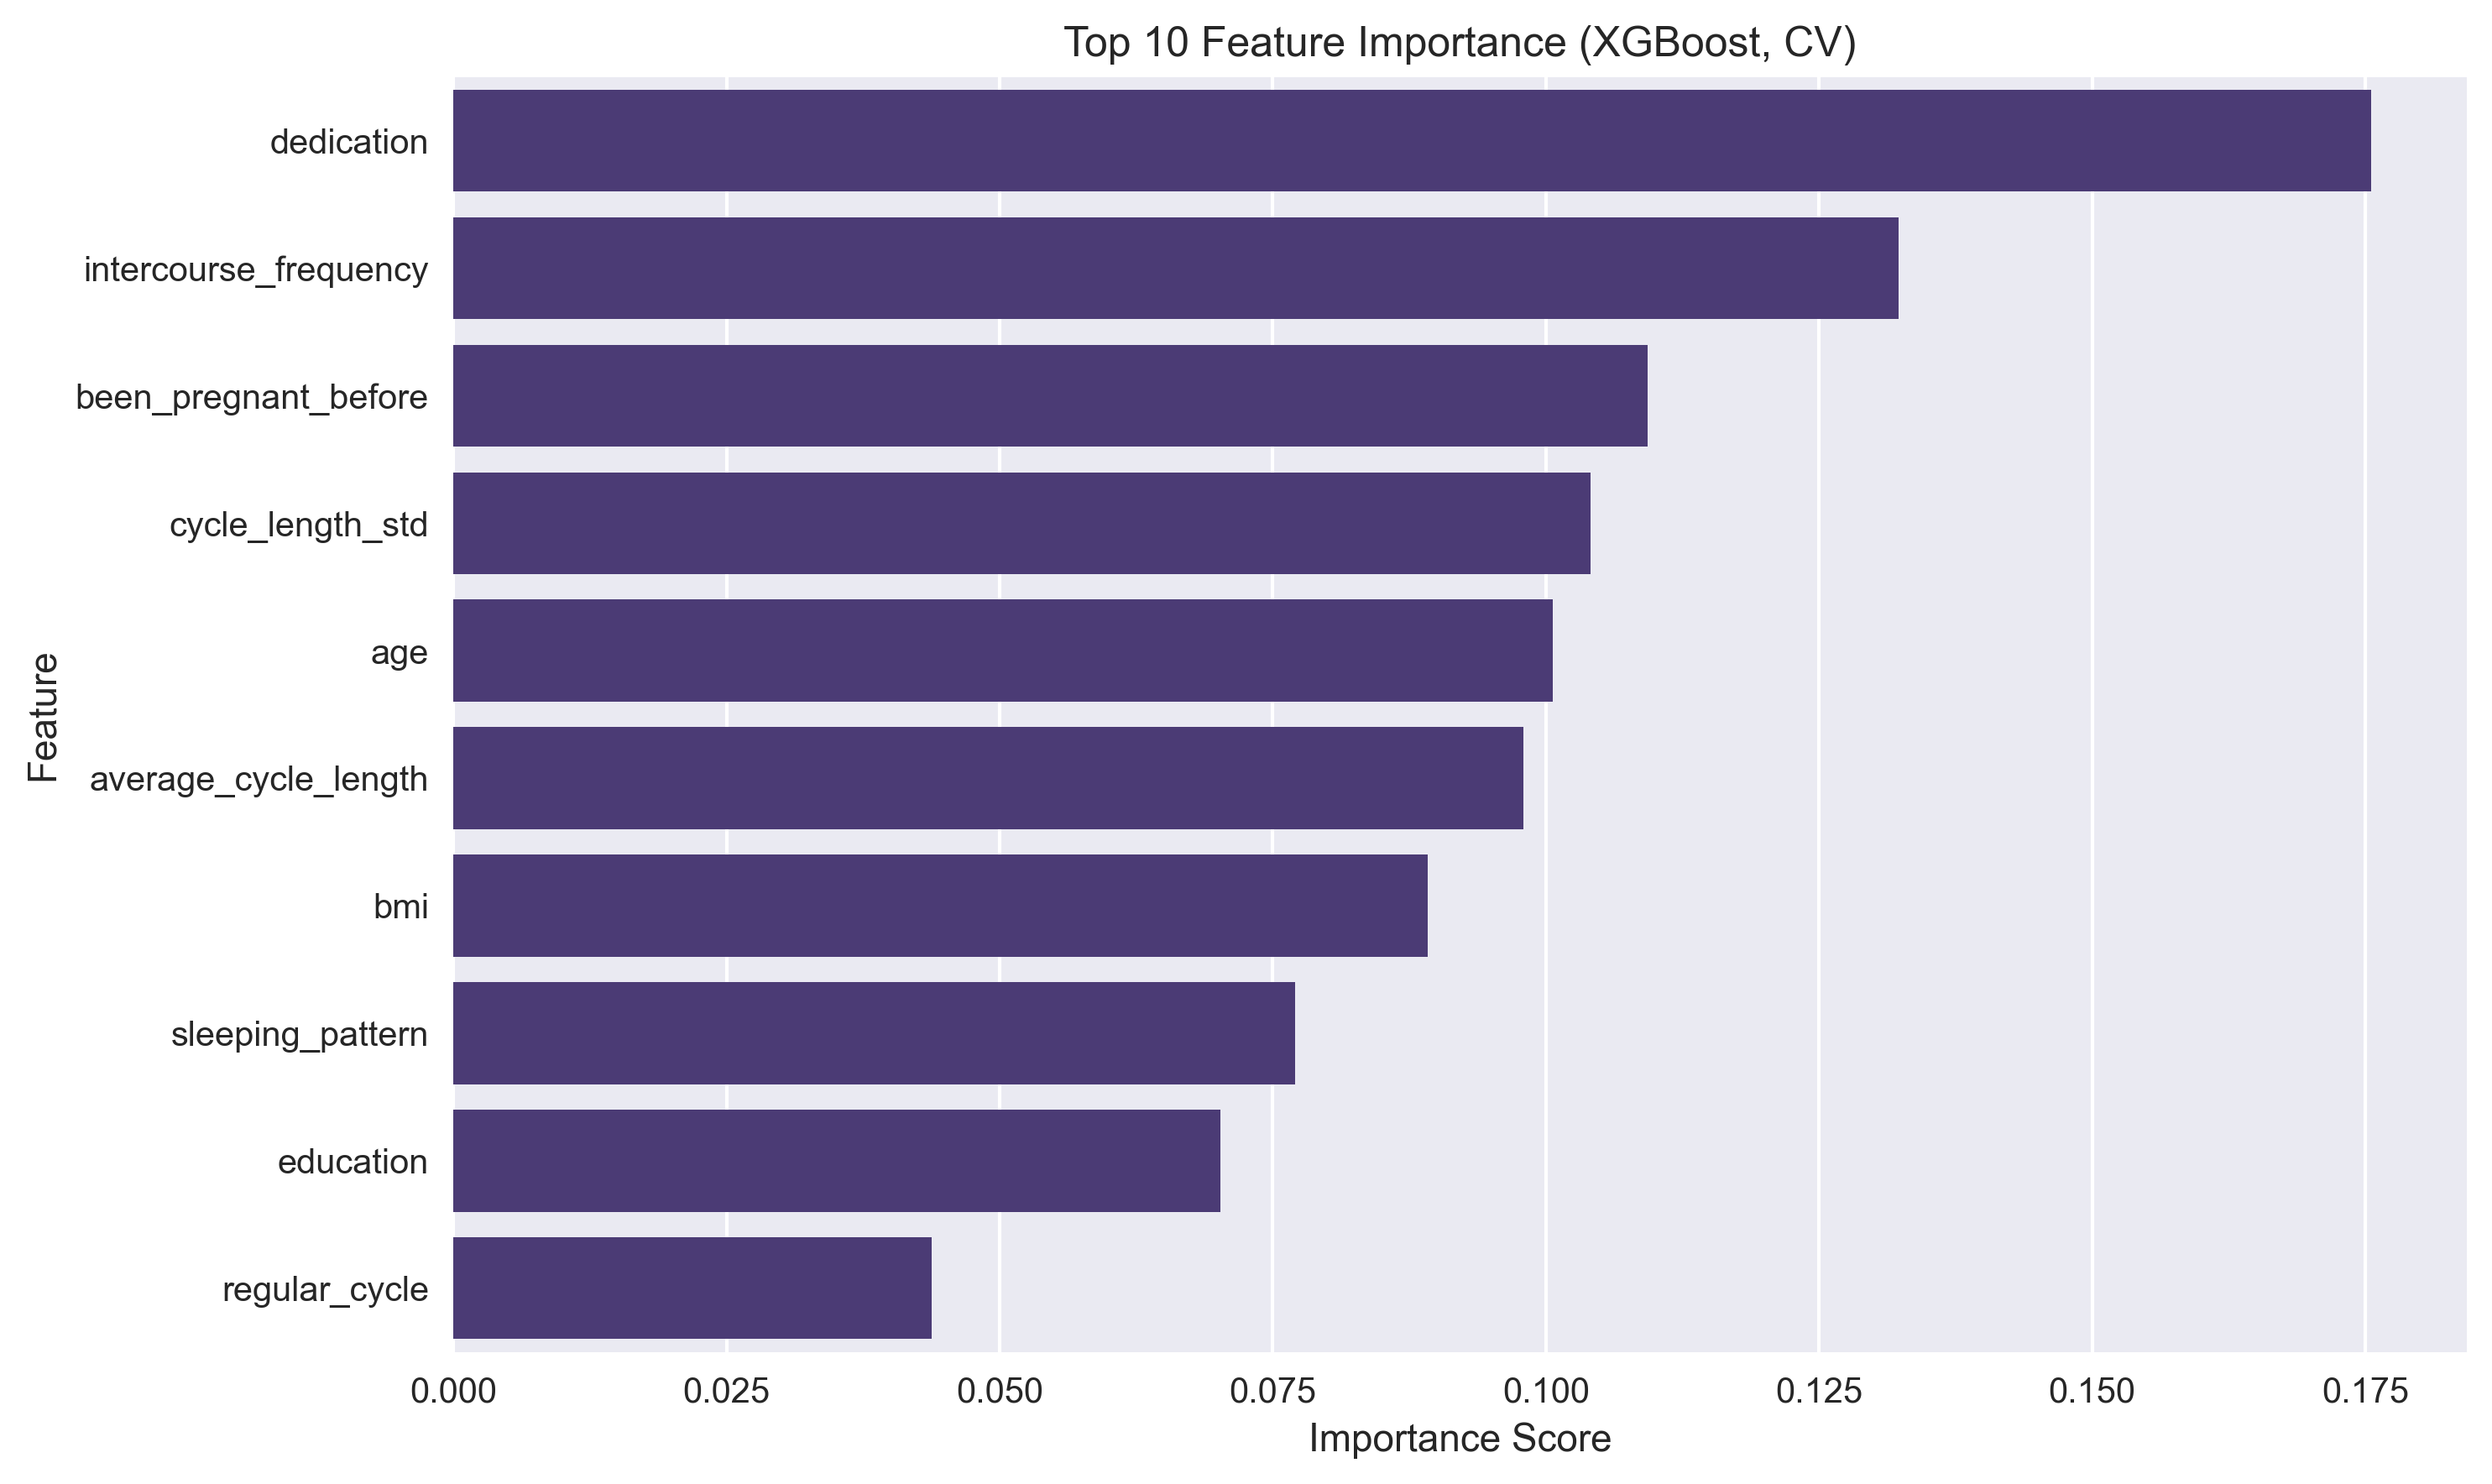 Top 10 Feature Importance (XGBoost, CV)
dedication
intercourse_frequency
been_pregnant_before
cycle_length_std
age
average_cycle_length
bmi
sleeping_pattern
education
regular_cycle
Feature
0.000 0.025 0.050 0.075 0.100 0.125 0.150 0.175
Importance Score